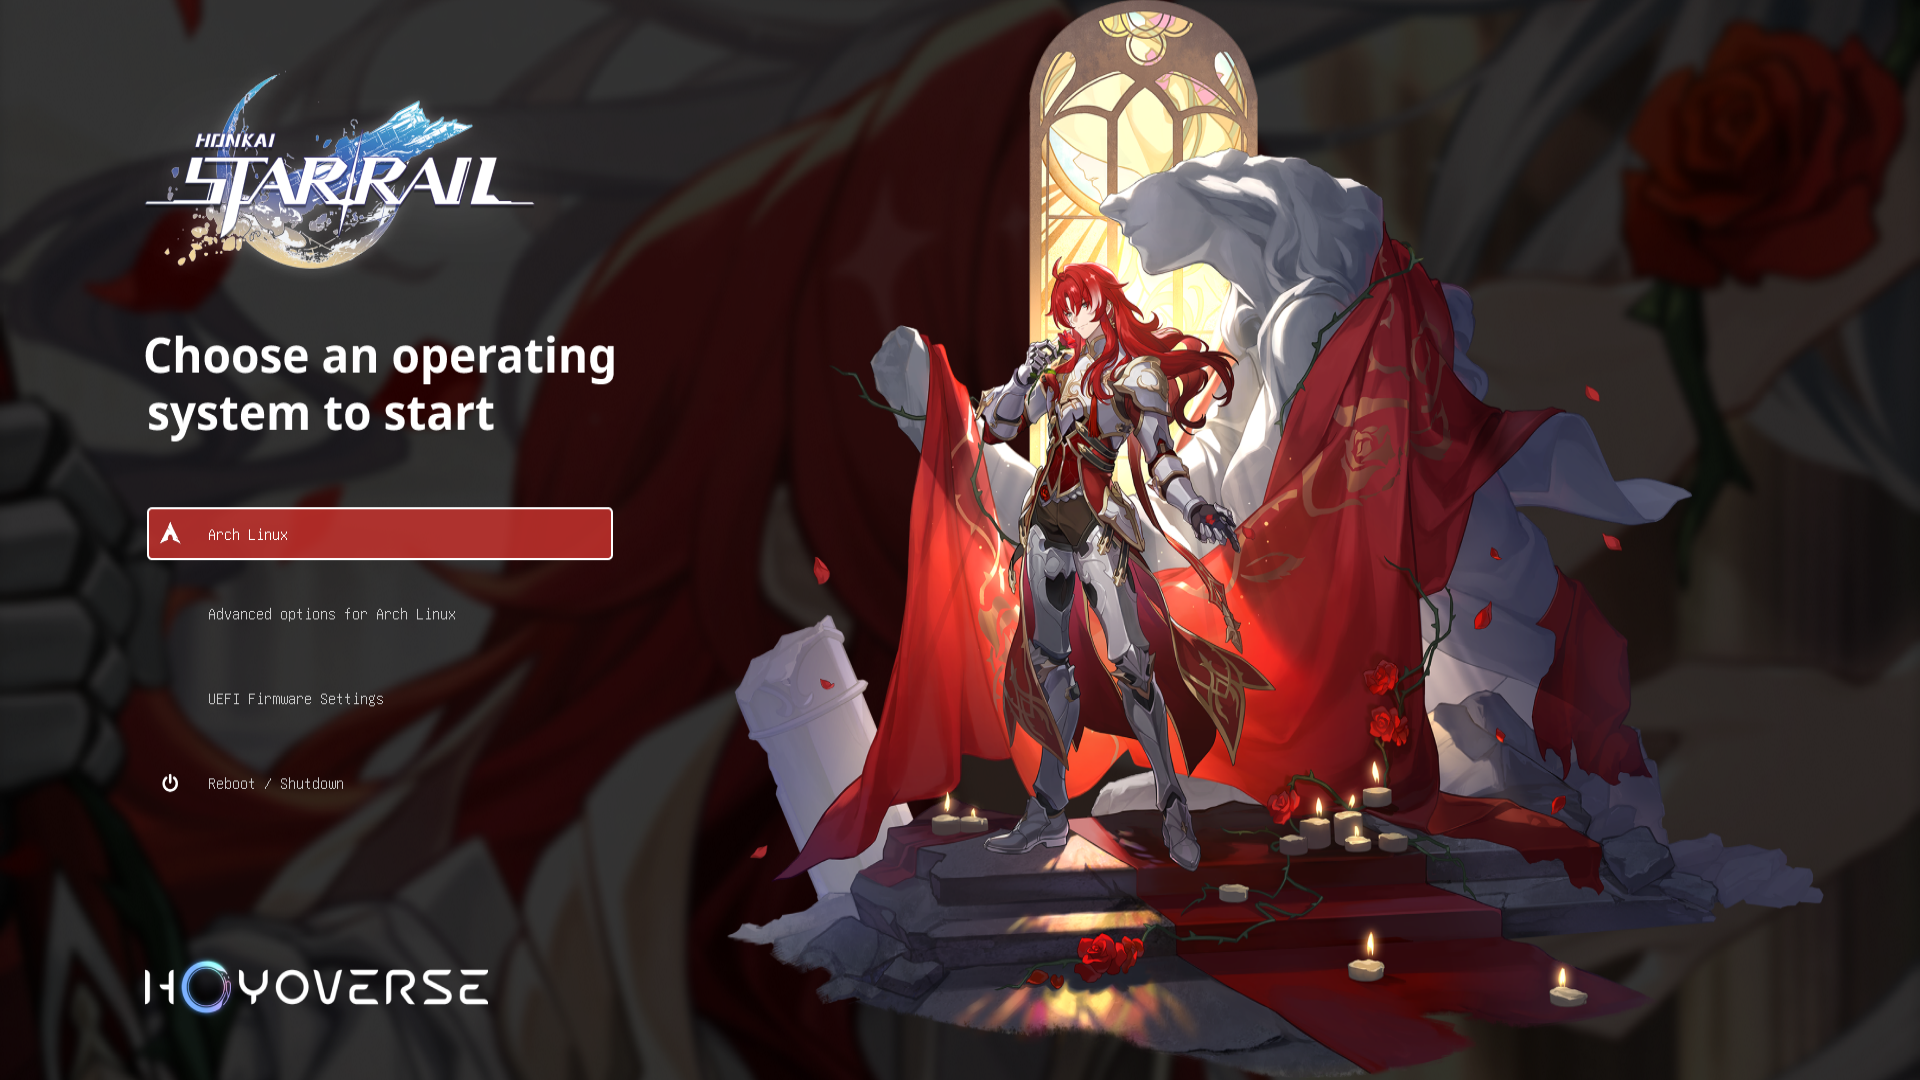 HONKAI
STAR RAIL
Choose an operating
system to start
Arch Linux
Advanced options for Arch Linux
UEFI Firmware Settings
Reboot / Shutdown
HOYOVERSE